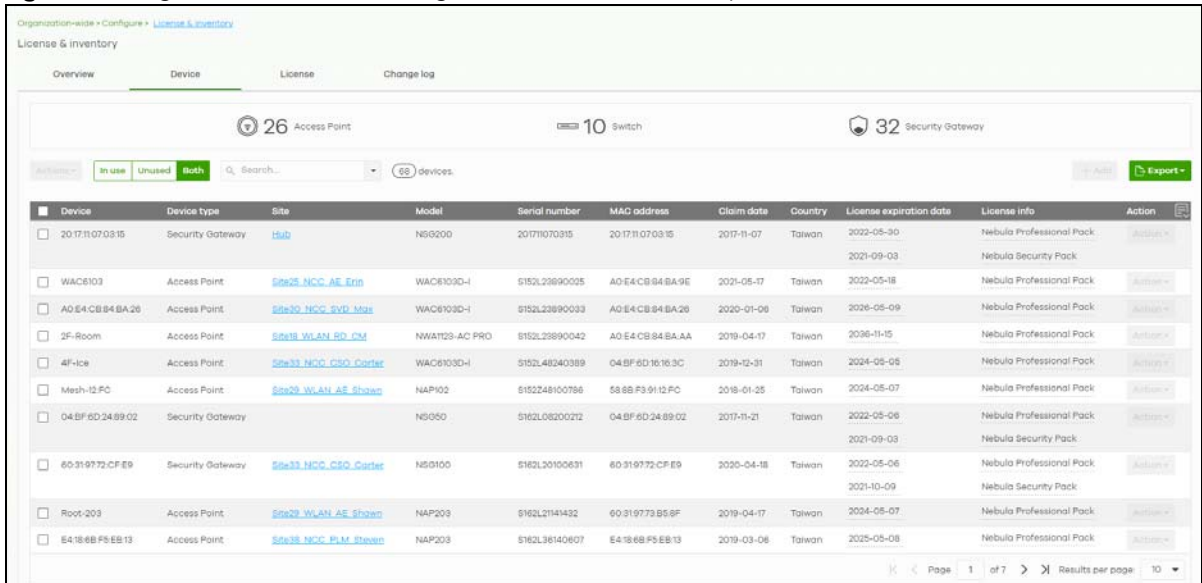 Organization-wide > Configure > License & inventory
License & inventory
Overview Device License Change log
26 Access Point 10 Switch 32 Security Gateway
Actions In use Unused Both Search... 68 devices. + Add Export
Device Device type Site Model Serial number MAC address Claim date Country License expiration date License info Action
20:17:11:07:03:15 Security Gateway Hub NSG200 201711070315 20:17:11:07:03:15 2017-11-07 Taiwan 2022-05-30 Nebula Professional Pack Action
2021-09-03 Nebula Security Pack
WAC6103 Access Point Site25_NCC_AE_Erin WAC6103D-I S152L23890025 A0:E4:CB:84:BA:9E 2021-05-17 Taiwan 2022-05-18 Nebula Professional Pack Action
A0:E4:CB:84:BA:26 Access Point Site30_NCC_SVD_Max WAC6103D-I S152L23890033 A0:E4:CB:84:BA:26 2020-01-06 Taiwan 2026-05-09 Nebula Professional Pack Action
2F-Room Access Point Site18_WLAN_RD_CM NWA1123-AC PRO S152L23890042 A0:E4:CB:84:BA:AA 2019-04-17 Taiwan 2036-11-15 Nebula Professional Pack Action
4F-Ice Access Point Site33_NCC_CSO_Carter WAC6103D-I S152L48240389 04:BF:6D:16:16:3C 2019-12-31 Taiwan 2024-05-05 Nebula Professional Pack Action
Mesh-12:FC Access Point Site29_WLAN_AE_Shawn NAP102 S152Z48100786 58:8B:F3:91:12:FC 2018-01-25 Taiwan 2024-05-07 Nebula Professional Pack Action
04:BF:6D:24:89:02 Security Gateway NSG50 S162L08200212 04:BF:6D:24:89:02 2017-11-21 Taiwan 2022-05-06 Nebula Professional Pack Action
2021-09-03 Nebula Security Pack
60:31:97:72:CF:E9 Security Gateway Site33_NCC_CSO_Carter NSG100 S162L20100631 60:31:97:72:CF:E9 2020-04-18 Taiwan 2022-05-06 Nebula Professional Pack Action
2021-10-09 Nebula Security Pack
Root-203 Access Point Site29_WLAN_AE_Shawn NAP203 S162L21141432 60:31:97:73:B5:8F 2019-04-17 Taiwan 2024-05-07 Nebula Professional Pack Action
E4:18:6B:F5:EB:13 Access Point Site38_NCC_PLM_Steven NAP203 S162L36140607 E4:18:6B:F5:EB:13 2019-03-06 Taiwan 2025-05-08 Nebula Professional Pack Action
Page 1 of 7 Results per page: 10